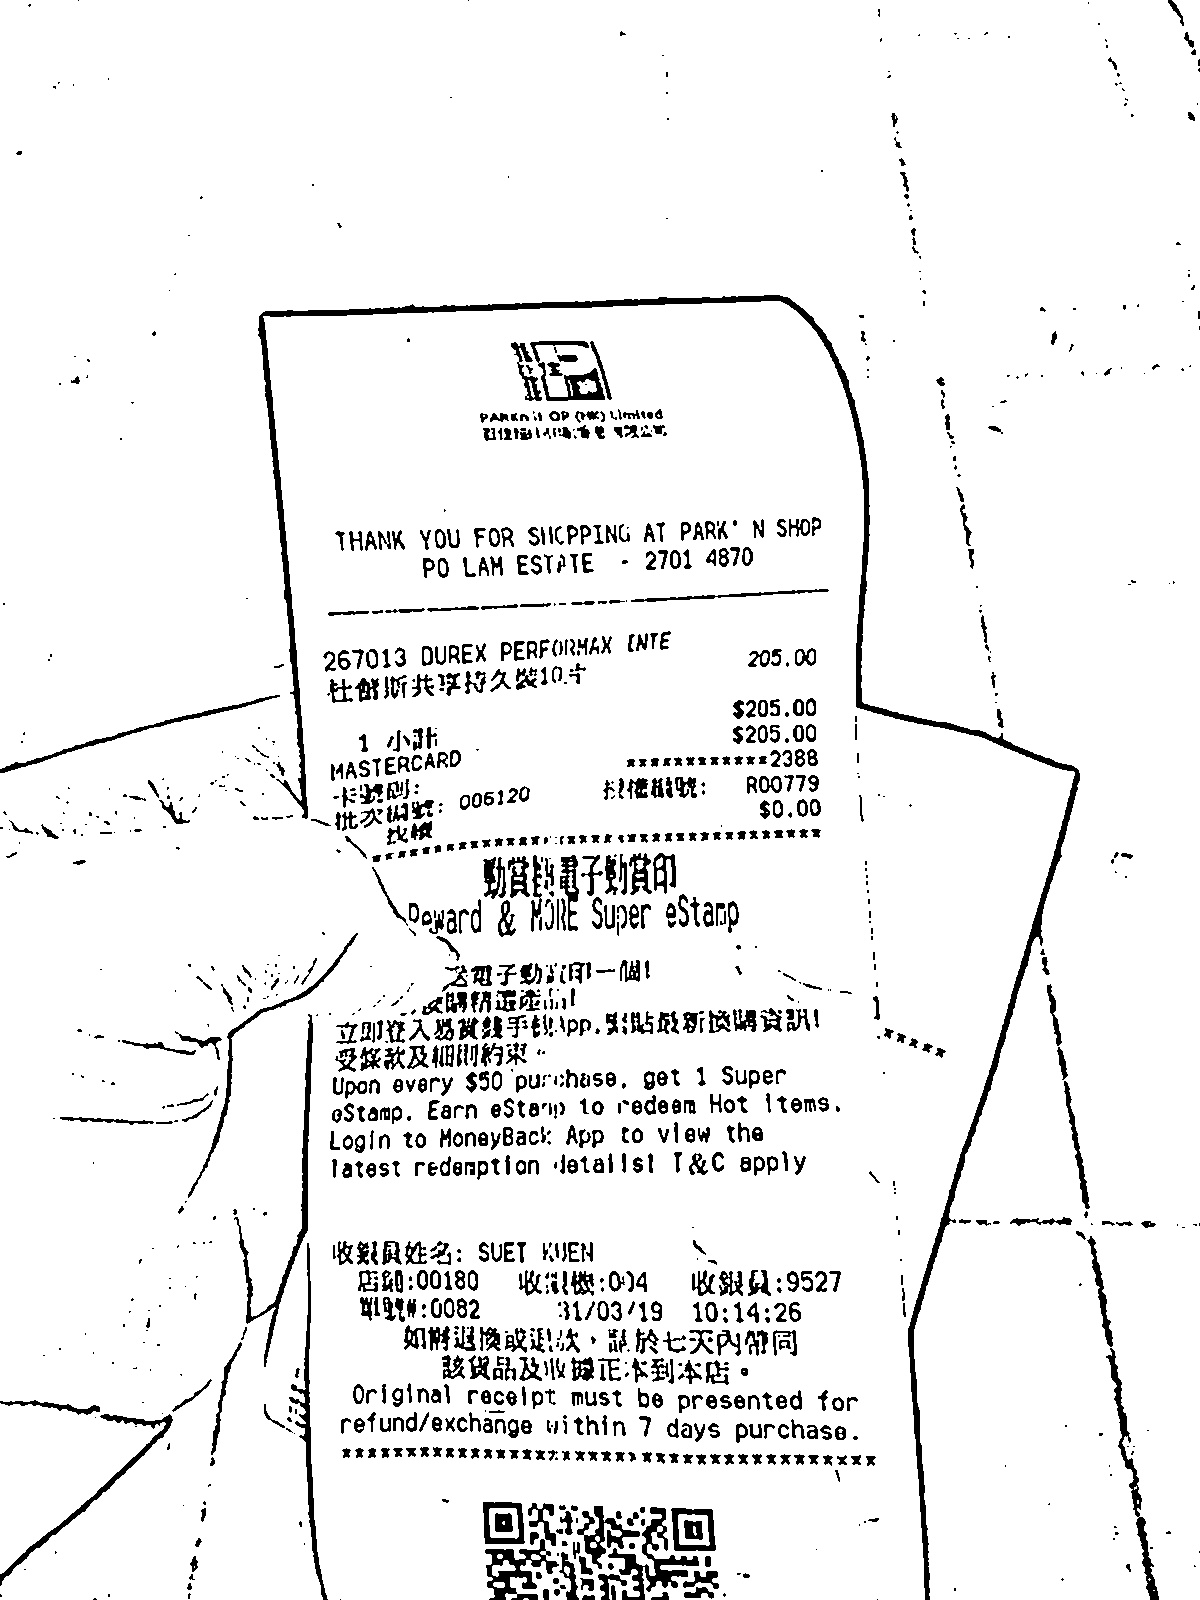 (HK) Limited
THANK YOU FOR SHOPPING AT PARK'N SHOP
PO LAM ESTATE - 2701 4870
267013 DUREX PERFORMAX INTE 205.00
杜蕾斯共享持久裝10片
$205.00
1 小計 $205.00
MASTERCARD ************2388
卡號碼:
批次編號: 006120 授權編號: R00779
找續 $0.00
****************************************
勁賞錢電子勁賞印
Reward & MORE Super eStamp
送電子勁賞印一個!
換購精選產品!
立即登入易賞錢手機App,緊貼最新換購資訊!
受條款及細則約束。
Upon every $50 purchase, get 1 Super
eStamp. Earn eStamp to redeem Hot items.
Login to MoneyBack App to view the
latest redemption details! T&C apply
收銀員姓名: SUET KUEN
店舖:00180 收銀機:004 收銀員:9527
單號#:0082 31/03/19 10:14:26
如需退換或退款，請於七天內帶同
該貨品及收據正本到本店。
Original receipt must be presented for
refund/exchange within 7 days purchase.
****************************************